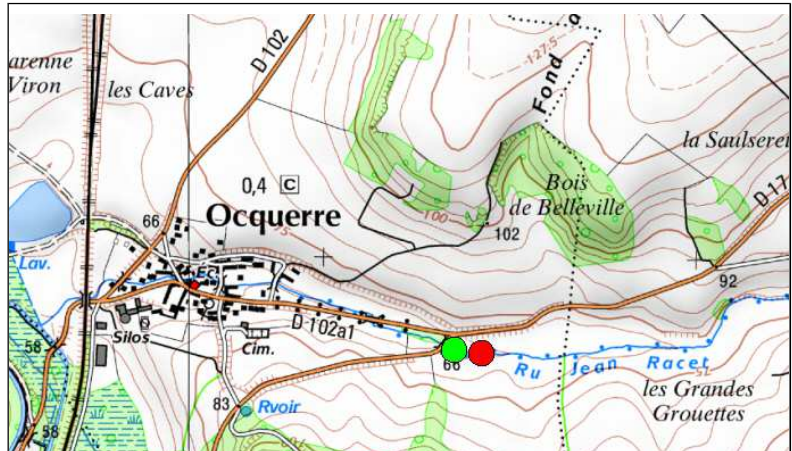 127.5
Fond
D 102
arenne
Viron
les Caves
la Saulseret
Bois
de Belleville
D 17
0,4 C
Ocquerre
100
95
102
66
92
Lav.
D 102a1
Silos
Cim.
58
66
Ru Jean Racet
les Grandes
Grouettes
83
Rvoir
58